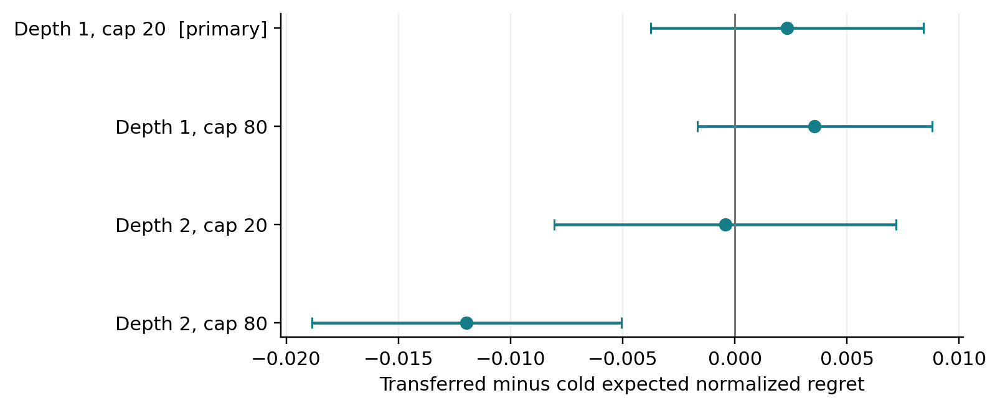 Depth 1, cap 20  [primary]
Depth 1, cap 80
Depth 2, cap 20
Depth 2, cap 80
−0.020 −0.015 −0.010 −0.005 0.000 0.005 0.010
Transferred minus cold expected normalized regret